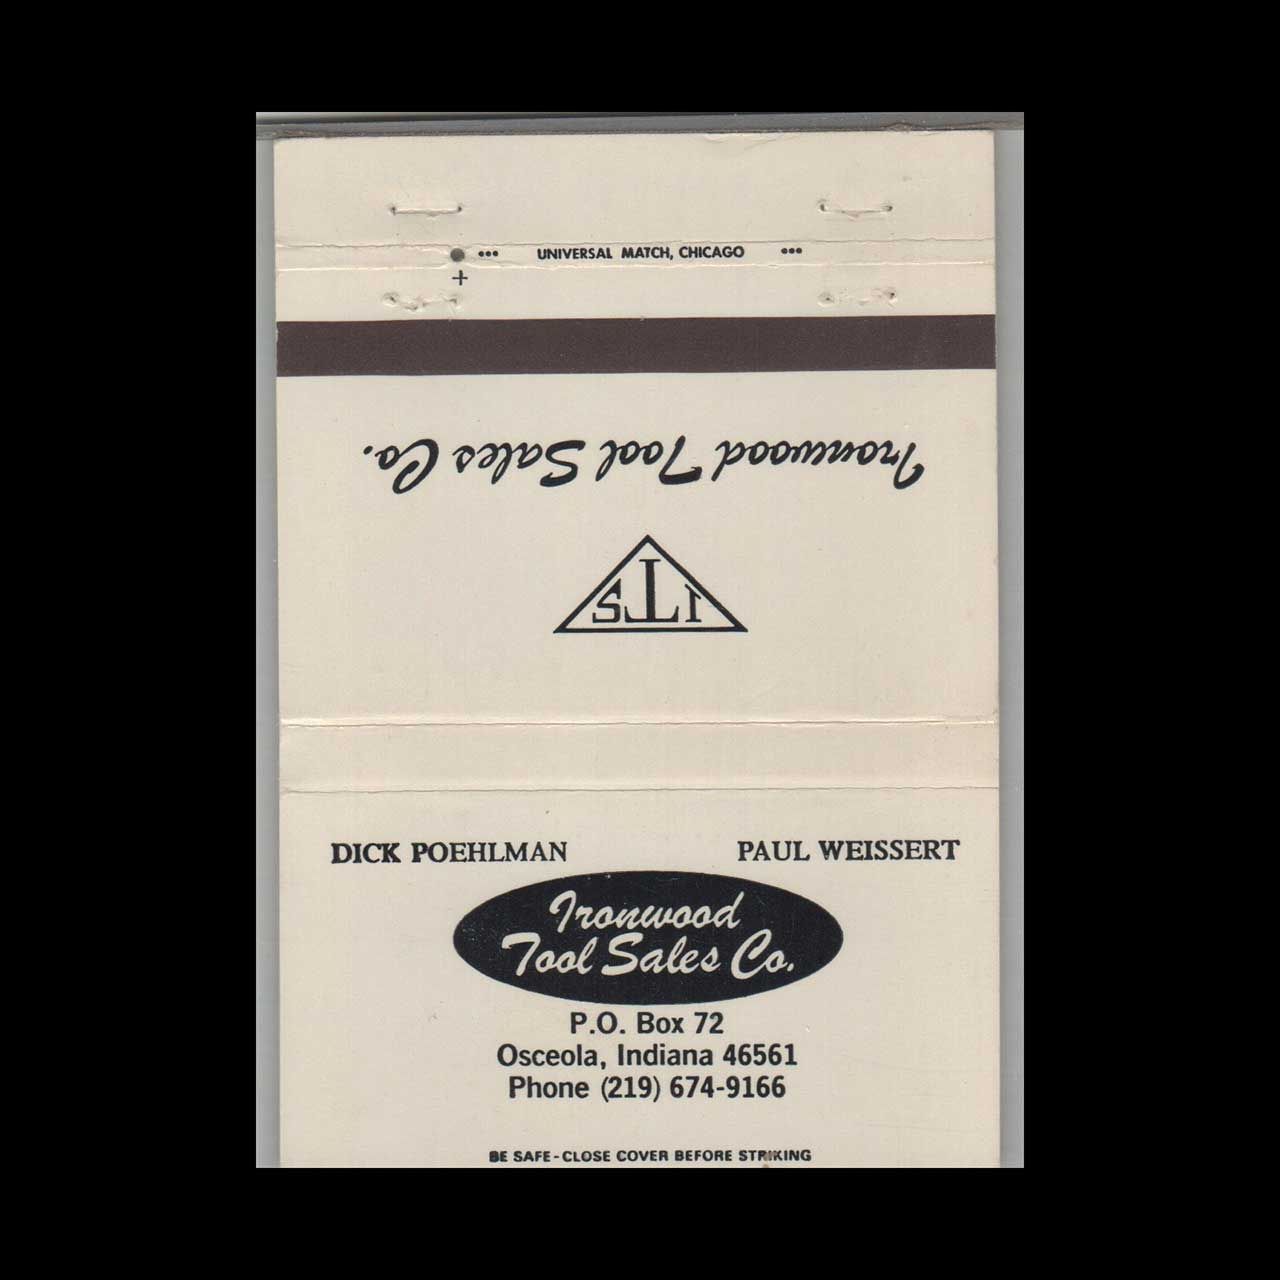 ••• UNIVERSAL MATCH, CHICAGO •••
+
Ironwood Tool Sales Co.
ITS
DICK POEHLMAN PAUL WEISSERT
Ironwood
Tool Sales Co.
P.O. Box 72
Osceola, Indiana 46561
Phone (219) 674-9166
BE SAFE - CLOSE COVER BEFORE STRIKING